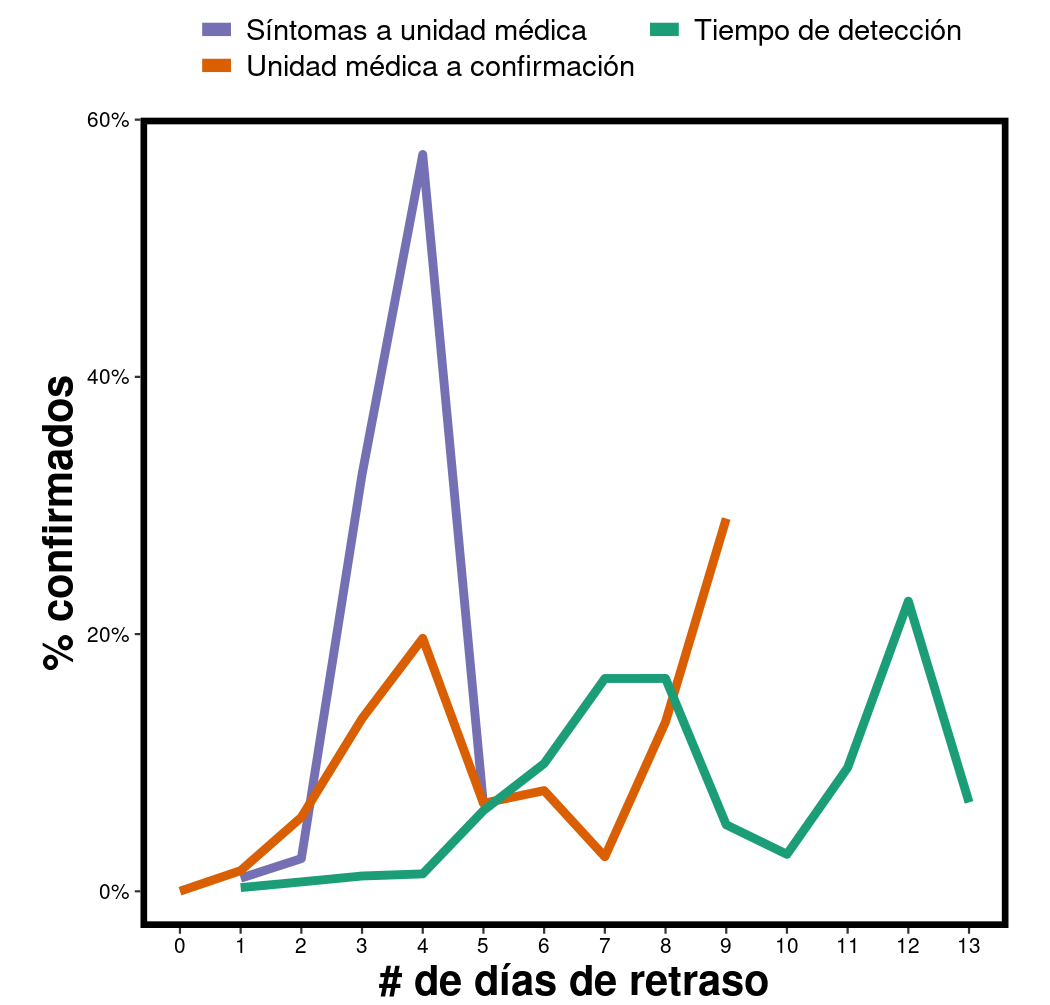 Síntomas a unidad médica
Tiempo de detección
Unidad médica a confirmación
60%
40%
20%
0%
% confirmados
0 1 2 3 4 5 6 7 8 9 10 11 12 13
# de días de retraso